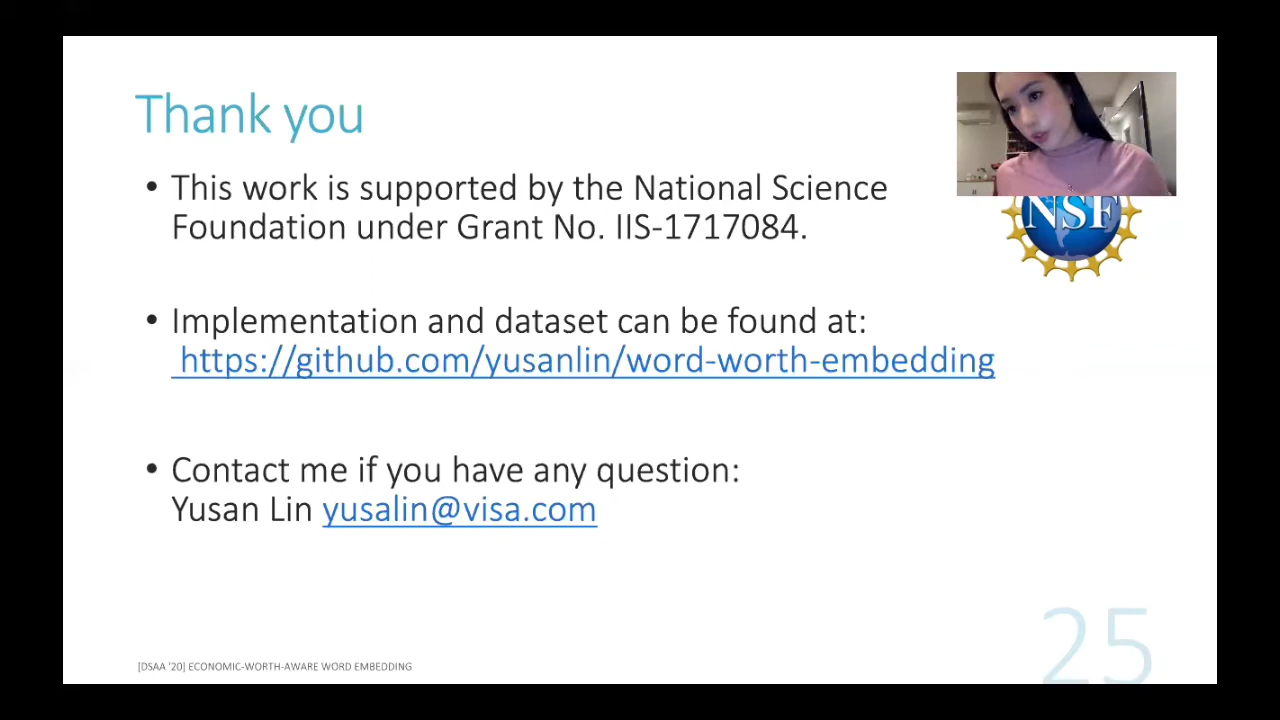 Thank you
• This work is supported by the National Science
Foundation under Grant No. IIS-1717084.
NSF
• Implementation and dataset can be found at:
https://github.com/yusanlin/word-worth-embedding
• Contact me if you have any question:
Yusan Lin yusalin@visa.com
[DSAA '20] ECONOMIC-WORTH-AWARE WORD EMBEDDING
25